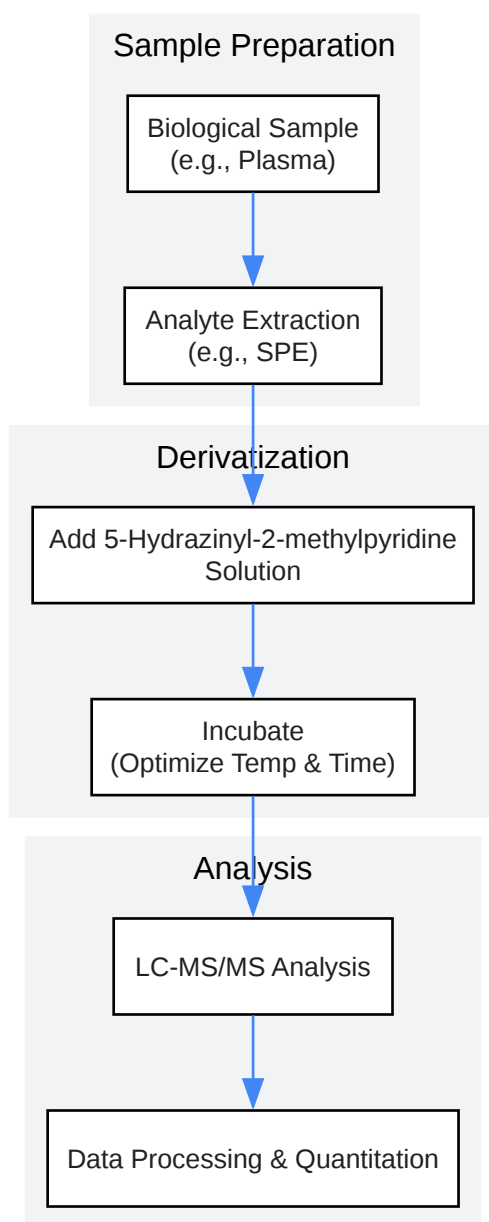 Sample Preparation
Biological Sample
(e.g., Plasma)
Analyte Extraction
(e.g., SPE)
Derivatization
Add 5-Hydrazinyl-2-methylpyridine
Solution
Incubate
(Optimize Temp & Time)
Analysis
LC-MS/MS Analysis
Data Processing & Quantitation